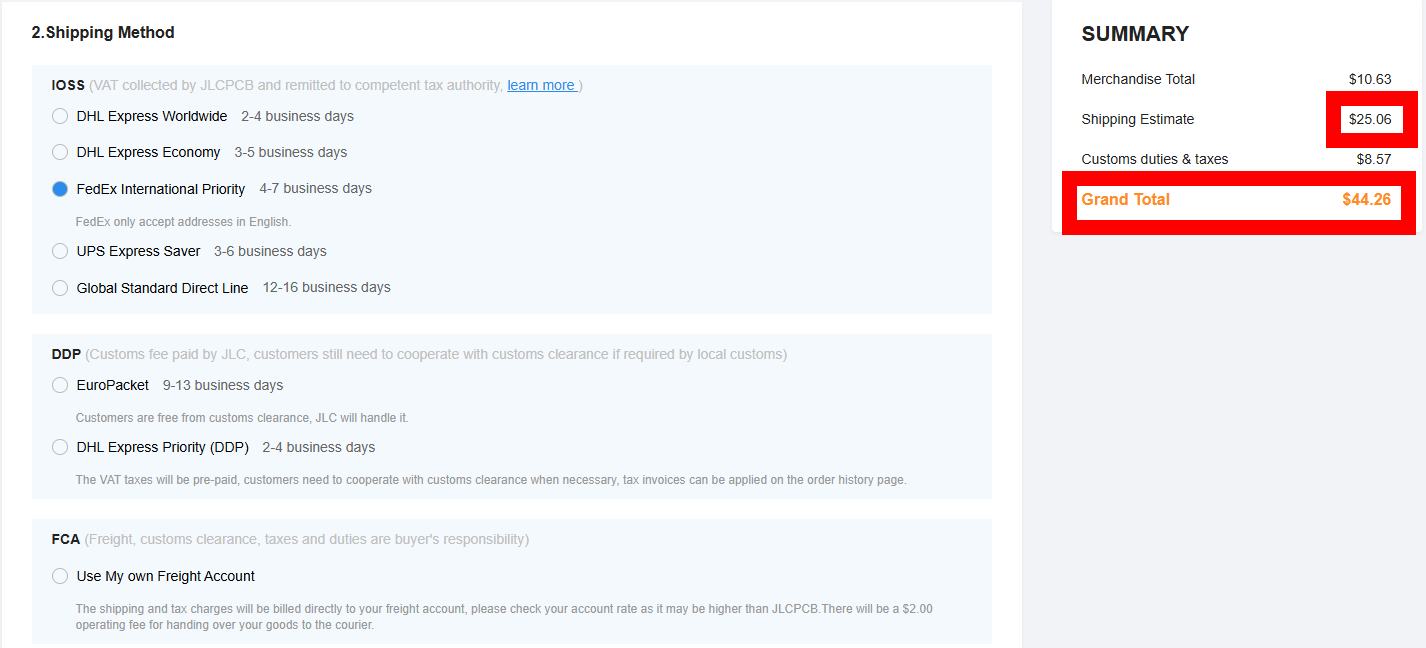 2.Shipping Method
IOSS (VAT collected by JLCPCB and remitted to competent tax authority, learn more )
DHL Express Worldwide 2-4 business days
DHL Express Economy 3-5 business days
FedEx International Priority 4-7 business days
FedEx only accept addresses in English.
UPS Express Saver 3-6 business days
Global Standard Direct Line 12-16 business days
DDP (Customs fee paid by JLC, customers still need to cooperate with customs clearance if required by local customs)
EuroPacket 9-13 business days
Customers are free from customs clearance, JLC will handle it.
DHL Express Priority (DDP) 2-4 business days
The VAT taxes will be pre-paid, customers need to cooperate with customs clearance when necessary, tax invoices can be applied on the order history page.
FCA (Freight, customs clearance, taxes and duties are buyer's responsibility)
Use My own Freight Account
The shipping and tax charges will be billed directly to your freight account, please check your account rate as it may be higher than JLCPCB.There will be a $2.00
operating fee for handing over your goods to the courier.
SUMMARY
Merchandise Total $10.63
Shipping Estimate $25.06
Customs duties & taxes $8.57
Grand Total $44.26